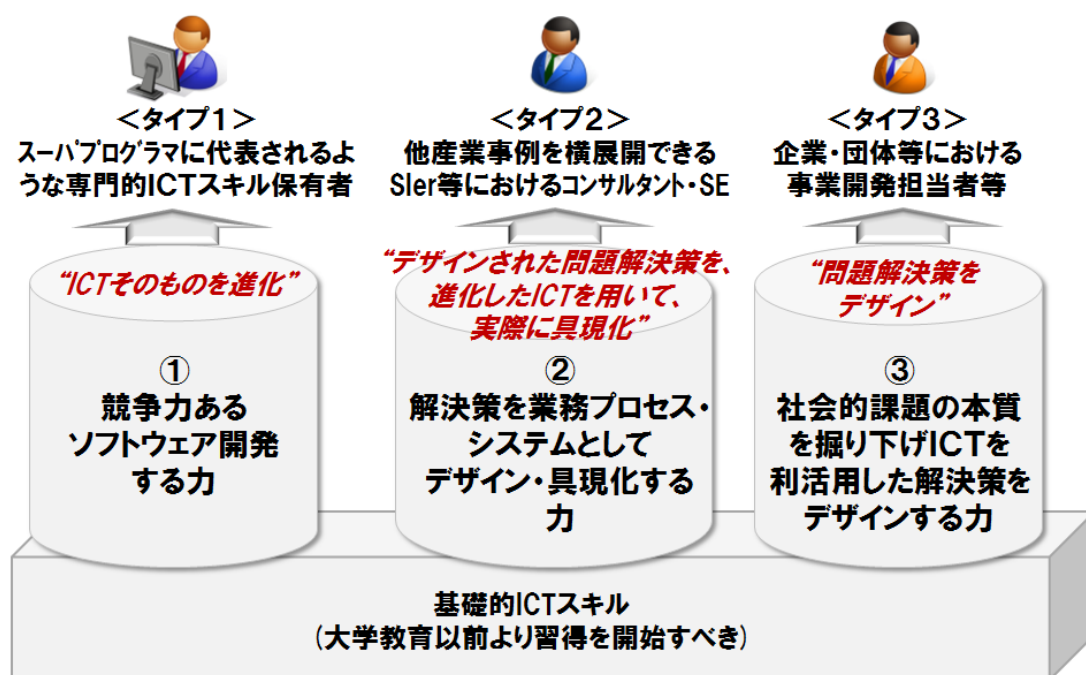 <タイプ1>
スーパプログラマに代表されるよ
うな専門的ICTスキル保有者
<タイプ2>
他産業事例を横展開できる
SIer等におけるコンサルタント・SE
<タイプ3>
企業・団体等における
事業開発担当者等
“ICTそのものを進化”
①
競争力ある
ソフトウェア開発
する力
“デザインされた問題解決策を、
進化したICTを用いて、
実際に具現化”
②
解決策を業務プロセス・
システムとして
デザイン・具現化する
力
“問題解決策を
デザイン”
③
社会的課題の本質
を掘り下げICTを
利活用した解決策を
デザインする力
基礎的ICTスキル
(大学教育以前より習得を開始すべき)